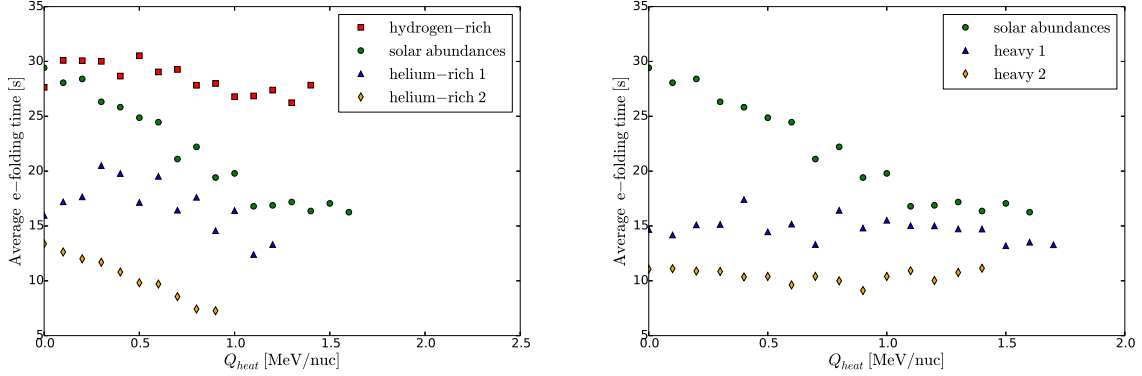 35
30
25
20
15
10
5
Average e−folding time [s]
hydrogen−rich
solar abundances
helium−rich 1
helium−rich 2
0.0 0.5 1.0 1.5 2.0 2.5
Q_heat [MeV/nuc]
35
30
25
20
15
10
5
Average e−folding time [s]
solar abundances
heavy 1
heavy 2
0.0 0.5 1.0 1.5 2.0
Q_heat [MeV/nuc]